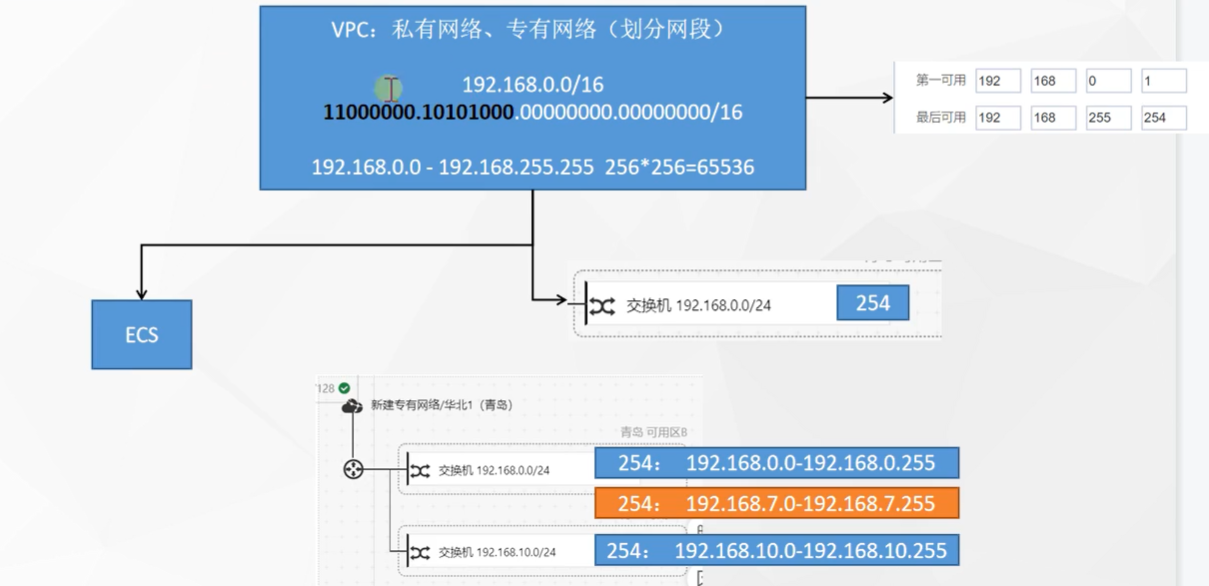 VPC：私有网络、专有网络（划分网段）
192.168.0.0/16
11000000.10101000.00000000.00000000/16
192.168.0.0 - 192.168.255.255 256*256=65536
第一可用 192 168 0 1
最后可用 192 168 255 254
ECS
交换机 192.168.0.0/24 254
128
新建专有网络/华北1（青岛）
青岛 可用区B
交换机 192.168.0.0/24 254： 192.168.0.0-192.168.0.255
254： 192.168.7.0-192.168.7.255
交换机 192.168.10.0/24 254： 192.168.10.0-192.168.10.255